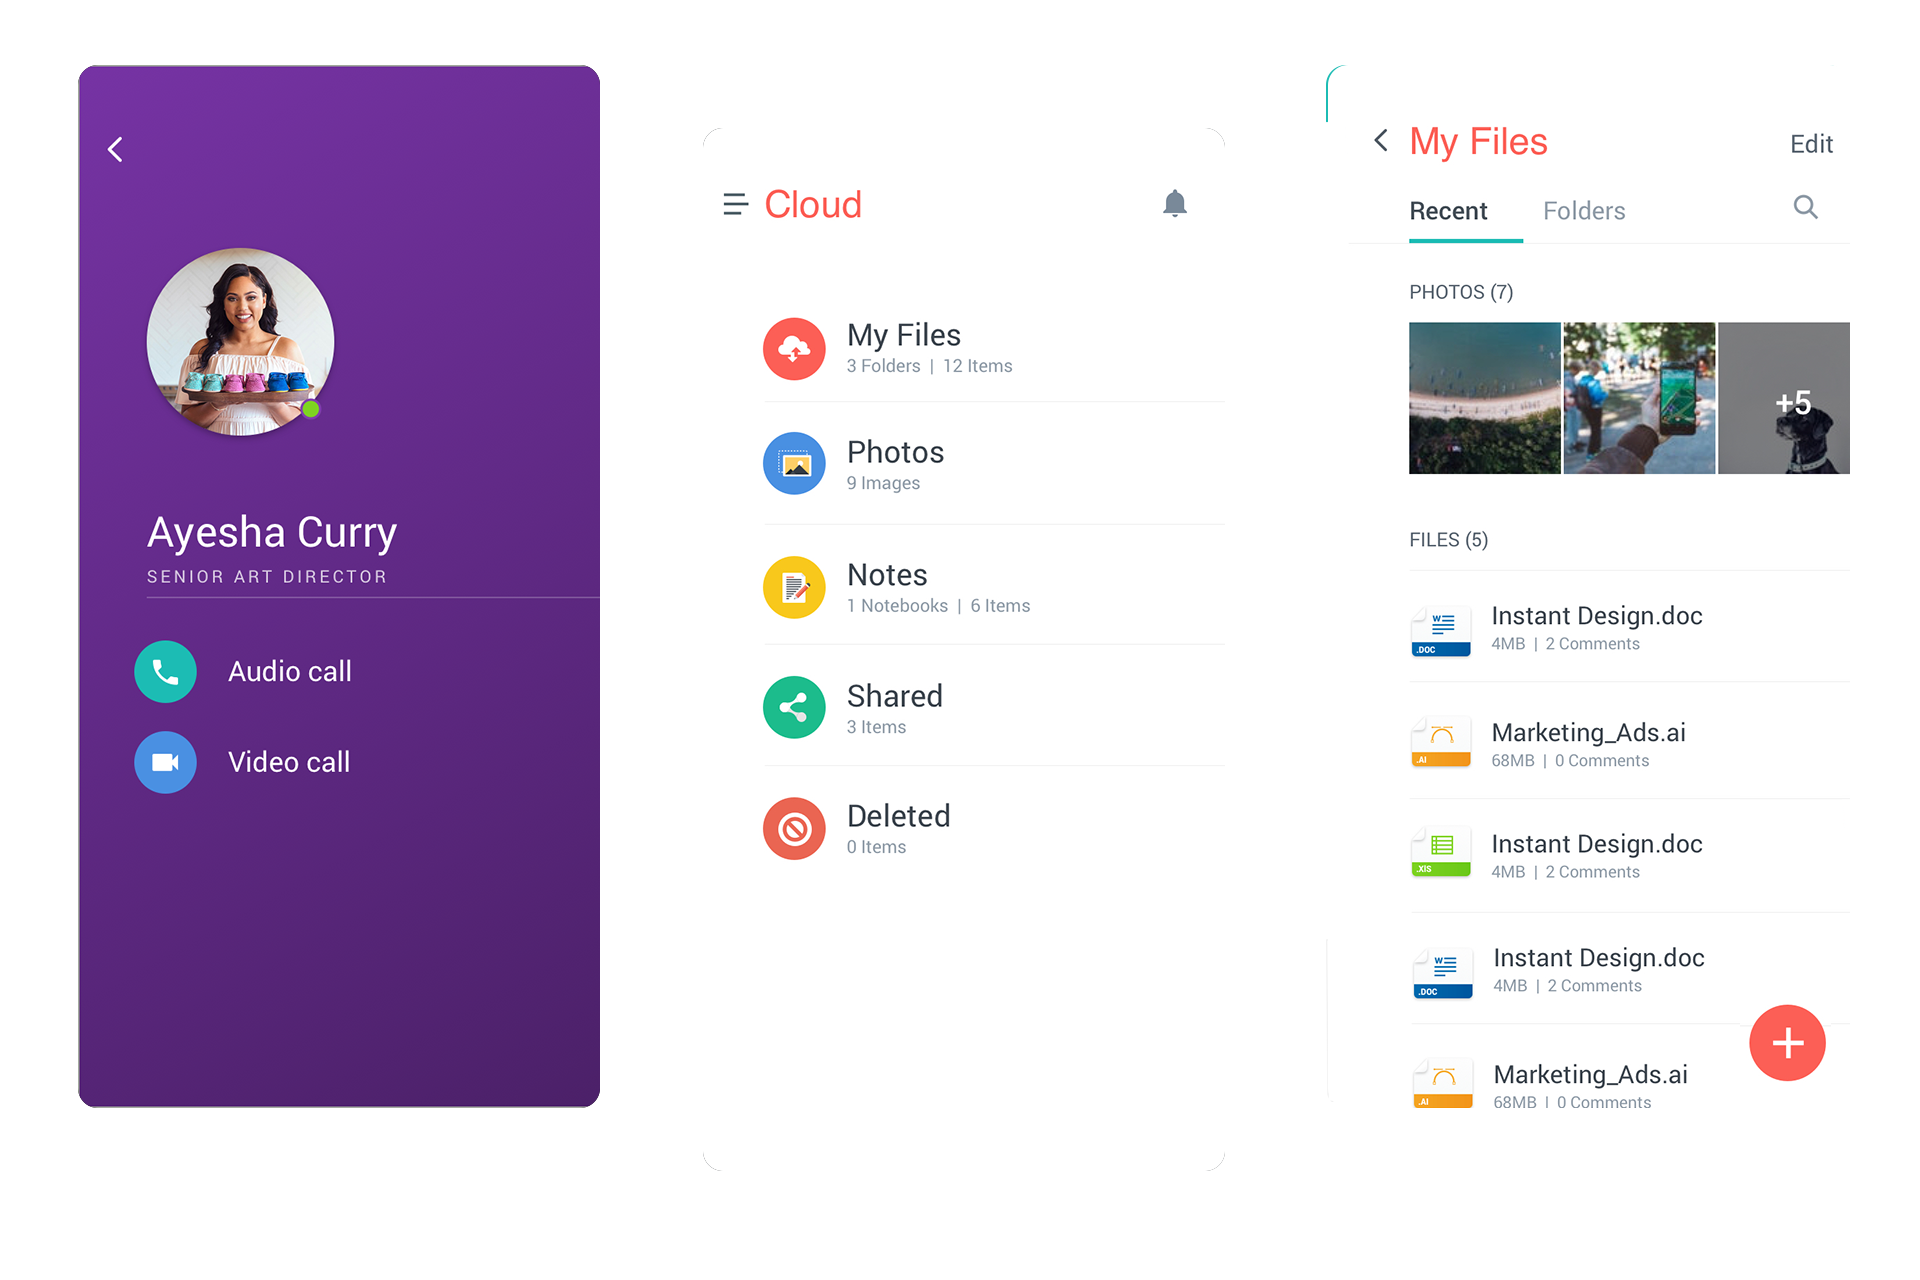 Ayesha Curry
SENIOR ART DIRECTOR
Audio call
Video call
Cloud
My Files
3 Folders | 12 Items
Photos
9 Images
Notes
1 Notebooks | 6 Items
Shared
3 Items
Deleted
0 Items
My Files
Edit
Recent
Folders
PHOTOS (7)
+5
FILES (5)
W
.DOC
Instant Design.doc
4MB | 2 Comments
.AI
Marketing_Ads.ai
68MB | 0 Comments
.XIS
Instant Design.doc
4MB | 2 Comments
W
.DOC
Instant Design.doc
4MB | 2 Comments
.AI
Marketing_Ads.ai
68MB | 0 Comments